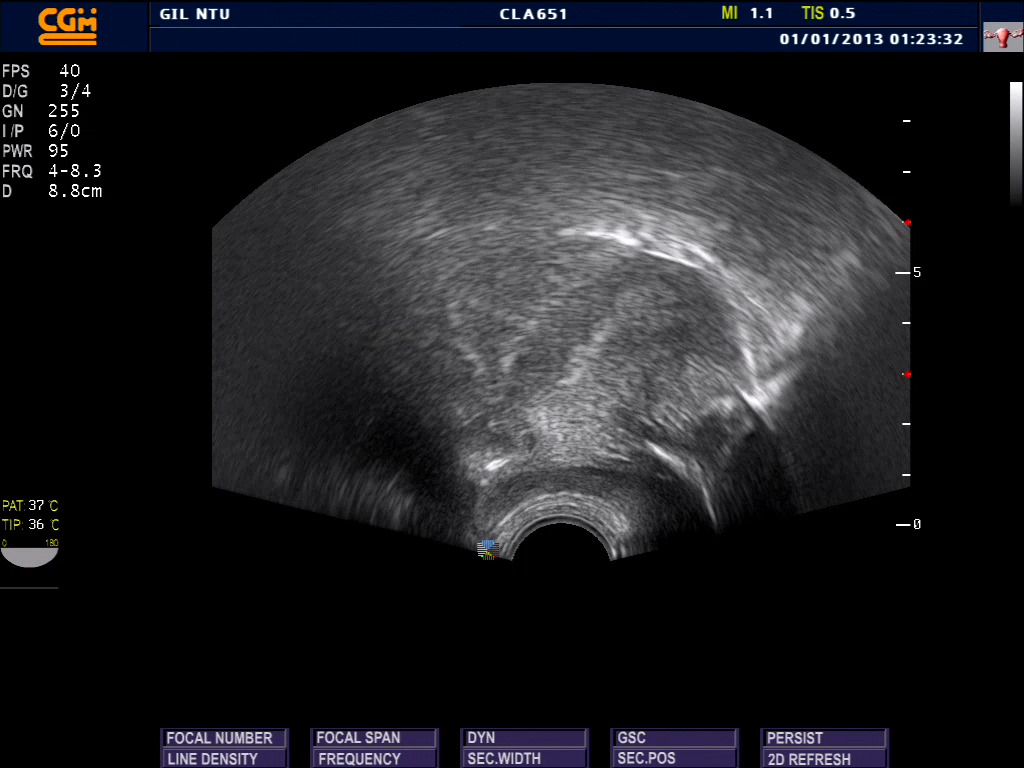 CGM
GIL NTU CLA651 MI 1.1 TIS 0.5
01/01/2013 01:23:32
FPS 40
D/G 3/4
GN 255
I/P 6/0
PWR 95
FRQ 4-8.3
D 8.8cm
5
PAT: 37 °C
TIP: 36 °C
0 180
0
FOCAL NUMBER FOCAL SPAN DYN GSC PERSIST
LINE DENSITY FREQUENCY SEC.WIDTH SEC.POS 2D REFRESH